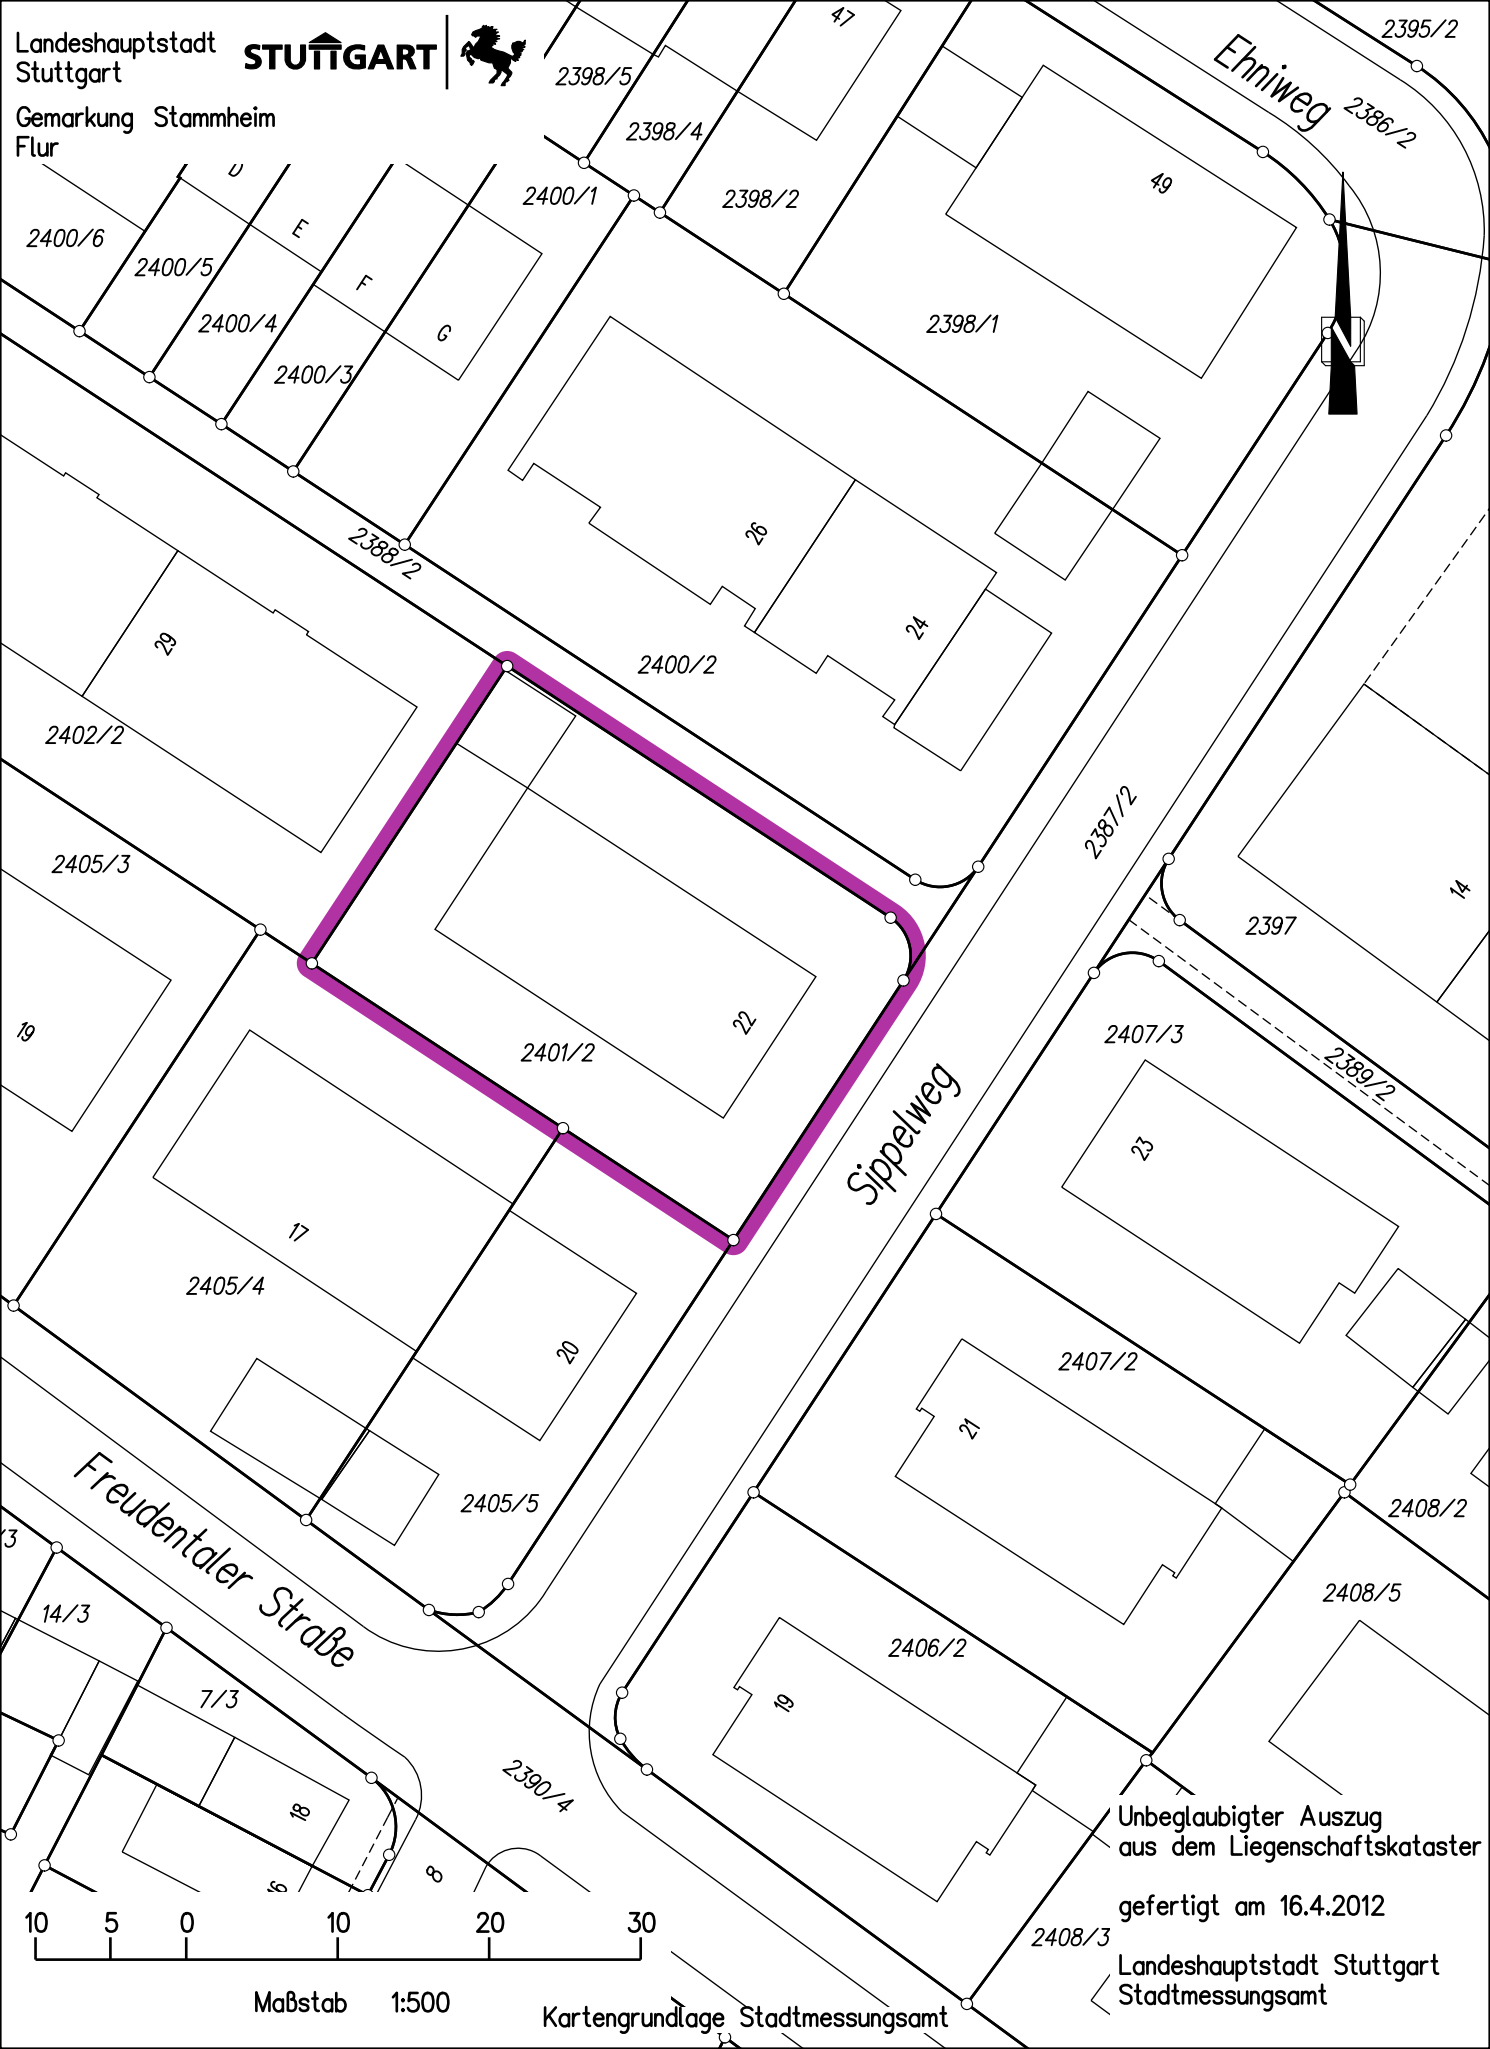 Landeshauptstadt
Stuttgart
STUTTGART
Gemarkung Stammheim
Flur
47
2395/2
Ehniweg
2386/2
2398/5
2398/4
2398/2
2400/1
49
D
E
F
G
2400/6
2400/5
2400/4
2400/3
2398/1
N
2388/2
26
24
29
2400/2
2402/2
2387/2
2405/3
14
2397
19
22
2401/2
2407/3
2389/2
Sippelweg
23
17
2405/4
20
2407/2
21
2405/5
2408/2
Freudentaler Straße
/3
14/3
2408/5
7/3
2406/2
19
18
2390/4
8
Unbeglaubigter Auszug
aus dem Liegenschaftskataster
gefertigt am 16.4.2012
2408/3
Landeshauptstadt Stuttgart
Stadtmessungsamt
10 5 0 10 20 30
Maßstab 1:500
Kartengrundlage Stadtmessungsamt